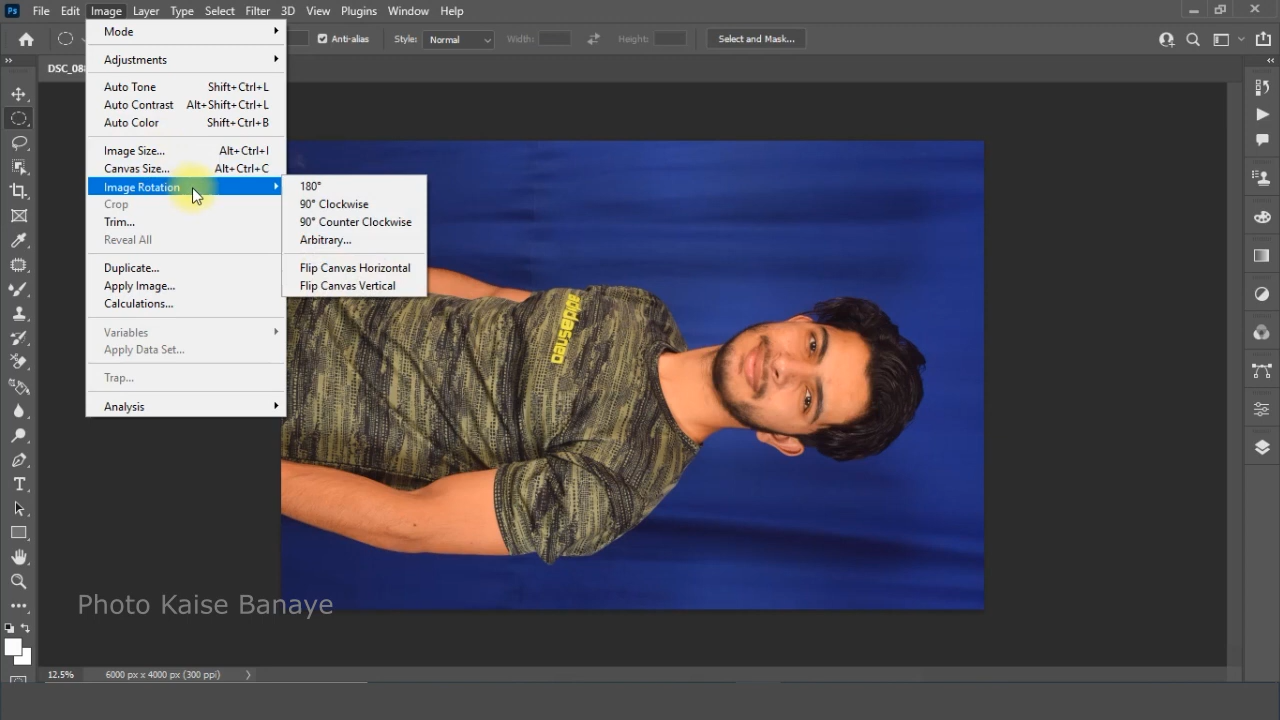 Ps File Edit Image Layer Type Select Filter 3D View Plugins Window Help
Anti-alias Style: Normal Width: Height: Select and Mask...
Mode
Adjustments
Auto Tone Shift+Ctrl+L
Auto Contrast Alt+Shift+Ctrl+L
Auto Color Shift+Ctrl+B
Image Size... Alt+Ctrl+I
Canvas Size... Alt+Ctrl+C
Image Rotation
Crop
Trim...
Reveal All
Duplicate...
Apply Image...
Calculations...
Variables
Apply Data Set...
Trap...
Analysis
180°
90° Clockwise
90° Counter Clockwise
Arbitrary...
Flip Canvas Horizontal
Flip Canvas Vertical
adidasneo
Photo Kaise Banaye
12.5% 6000 px x 4000 px (300 ppi)